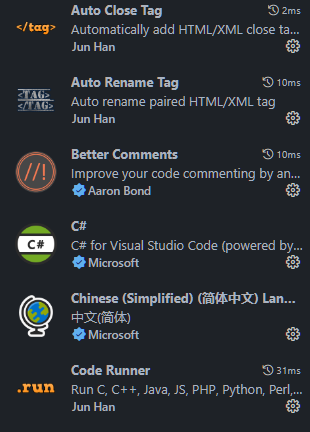 </tag>
Auto Close Tag 2ms
Automatically add HTML/XML close ta...
Jun Han
<TAG>
</TAG>
Auto Rename Tag 10ms
Auto rename paired HTML/XML tag
Jun Han
//!
Better Comments 10ms
Improve your code commenting by an...
Aaron Bond
C#
C#
C# for Visual Studio Code (powered by...
Microsoft
Chinese (Simplified) (简体中文) Lan...
中文(简体)
Microsoft
.run
Code Runner 31ms
Run C, C++, Java, JS, PHP, Python, Perl,...
Jun Han